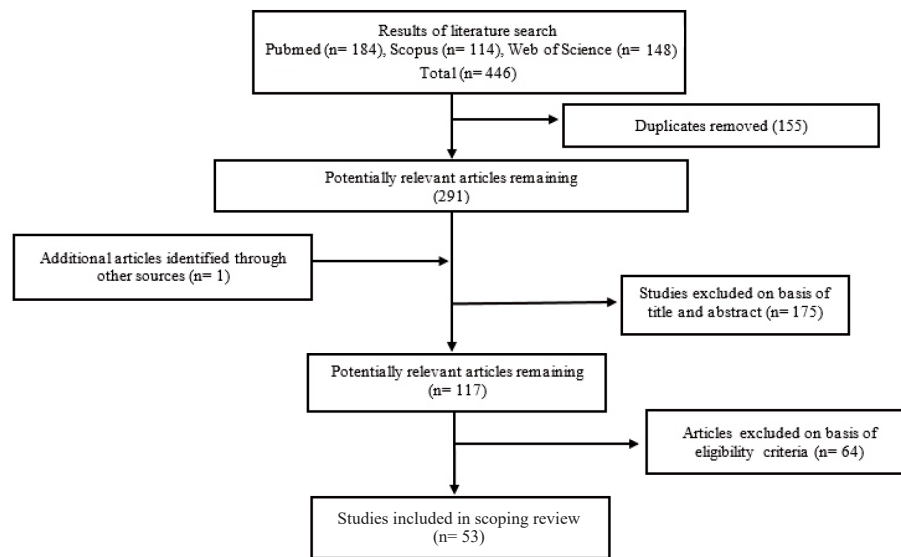 Results of literature search
Pubmed (n= 184), Scopus (n= 114), Web of Science (n= 148)
Total (n= 446)
Duplicates removed (155)
Potentially relevant articles remaining
(291)
Additional articles identified through
other sources (n= 1)
Studies excluded on basis of
title and abstract (n= 175)
Potentially relevant articles remaining
(n= 117)
Articles excluded on basis of
eligibility criteria (n= 64)
Studies included in scoping review
(n= 53)